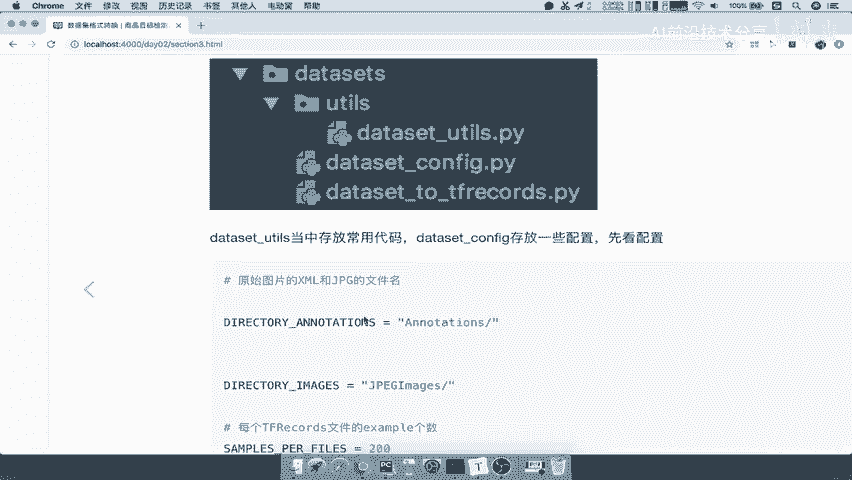 Chrome 文件 修改 视图 历史记录 书签 其他人 电动窗 帮助 100%
数据集格式转换 | 商品目标检测
localhost:4000/day02/section3.html
AI前沿技术分享
datasets
utils
dataset_utils.py
dataset_config.py
dataset_to_tfrecords.py
dataset_utils当中存放常用代码，dataset_config存放一些配置，先看配置
# 原始图片的XML和JPG的文件名
DIRECTORY_ANNOTATIONS = "Annotations/"
DIRECTORY_IMAGES = "JPEGImages/"
# 每个TFRecords文件的example个数
SAMPLES_PER_FILES = 200